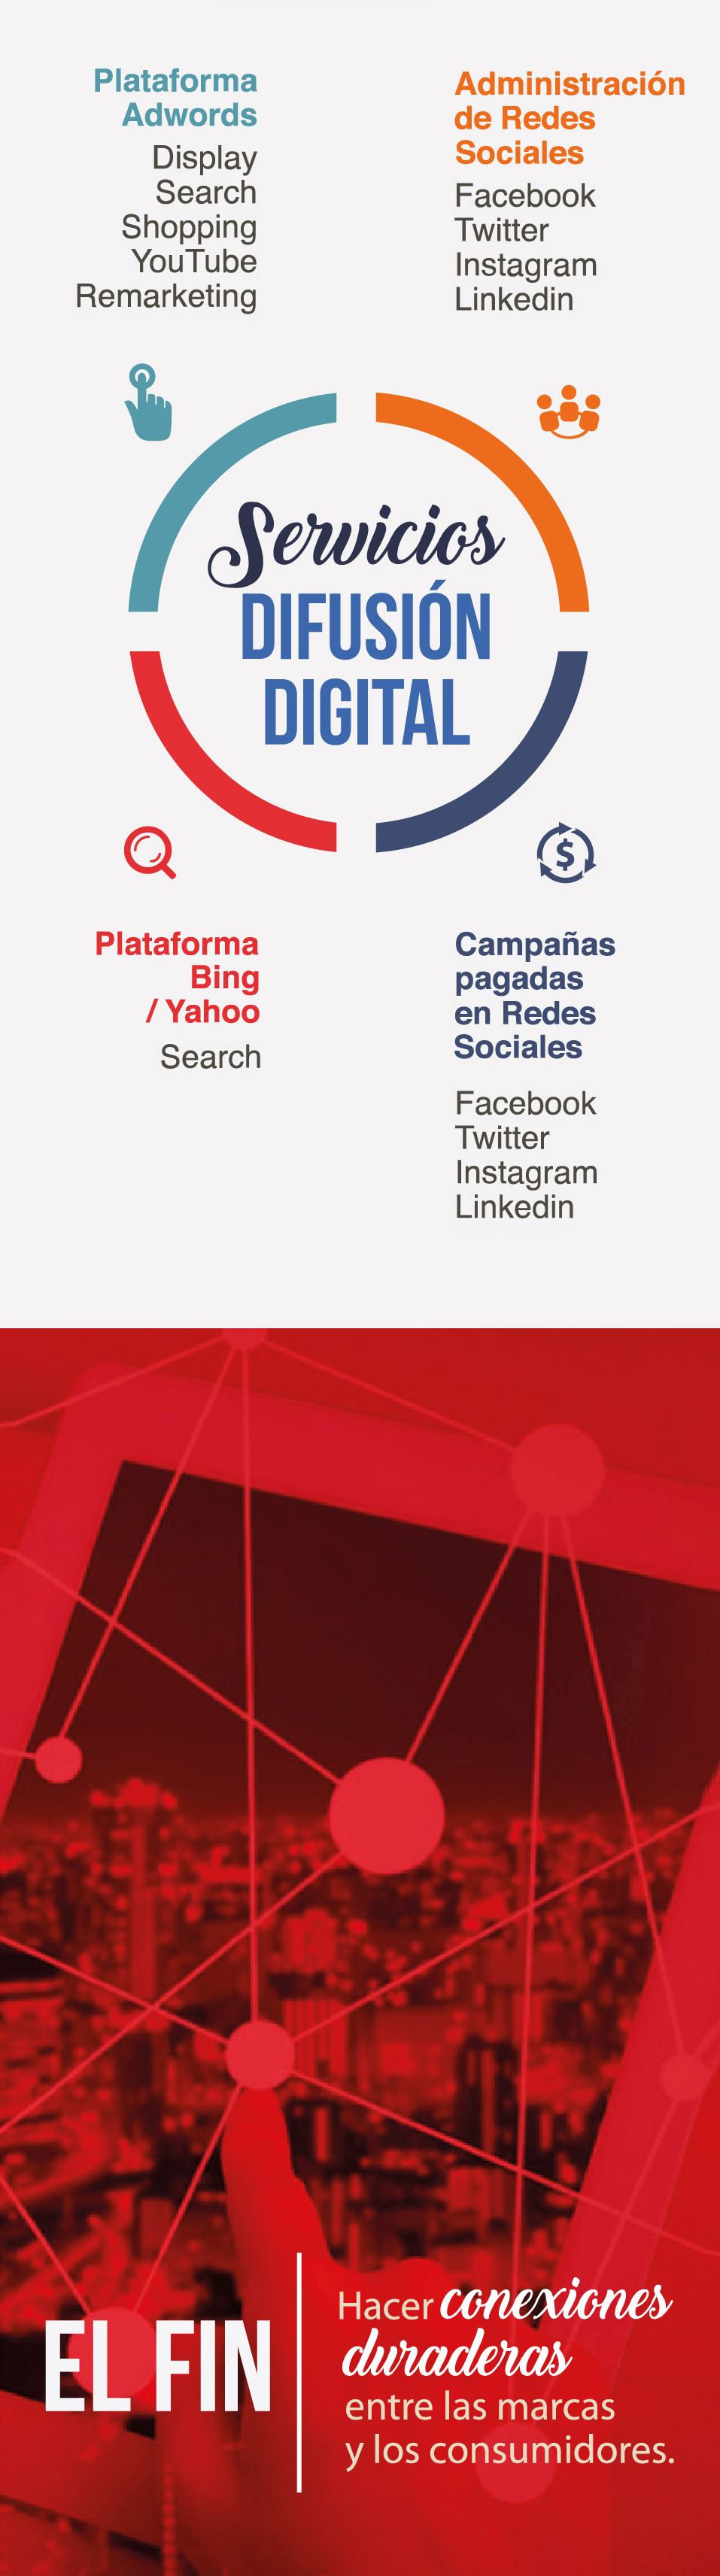 Plataforma
Adwords
Display
Search
Shopping
YouTube
Remarketing
Administración
de Redes
Sociales
Facebook
Twitter
Instagram
Linkedin
Servicios
DIFUSIÓN
DIGITAL
Plataforma
Bing
/ Yahoo
Search
Campañas
pagadas
en Redes
Sociales
Facebook
Twitter
Instagram
Linkedin
EL FIN
Hacer conexiones
duraderas
entre las marcas
y los consumidores.